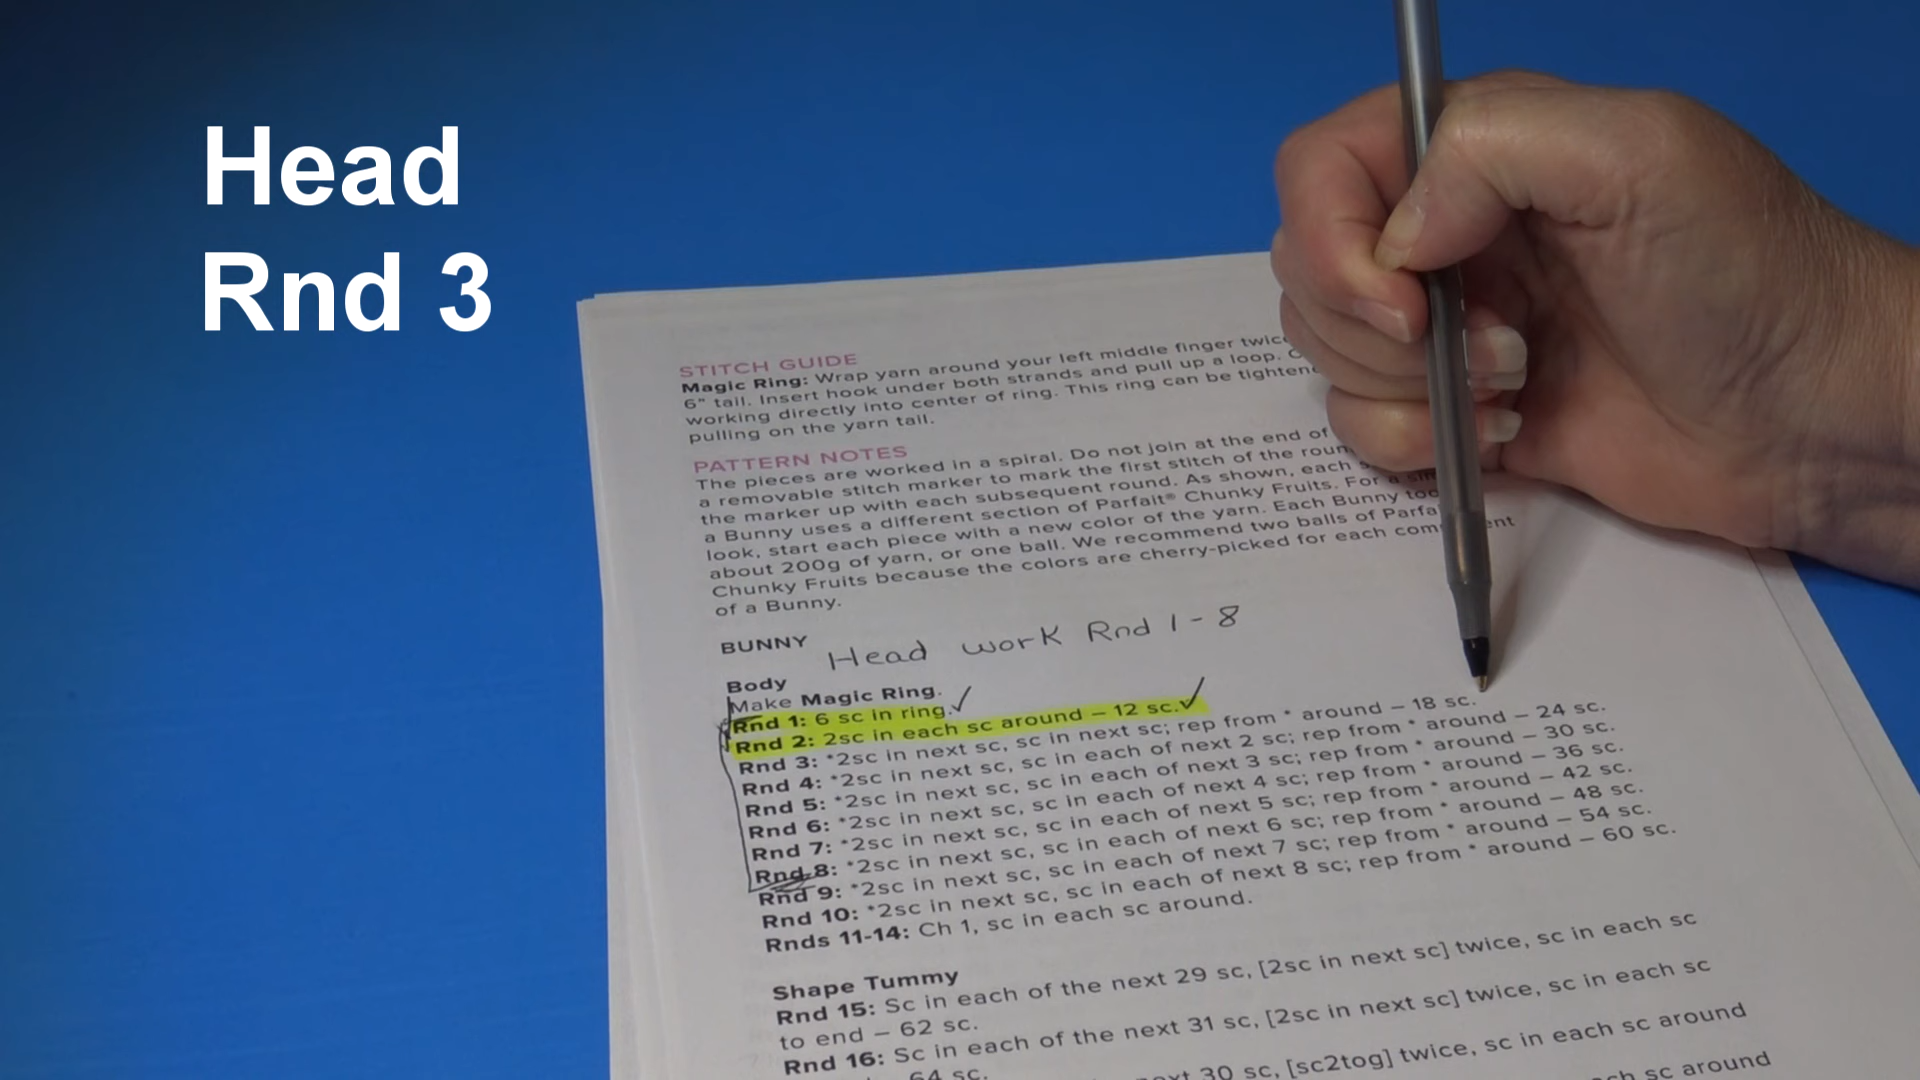 Head
Rnd 3
STITCH GUIDE
Magic Ring: Wrap yarn around your left middle finger twice
6" tail. Insert hook under both strands and pull up a loop.
working directly into center of ring. This ring can be
pulling on the yarn tail.
PATTERN NOTES
The pieces are worked in a spiral. Do not join at the end of
a removable stitch marker to mark the first stitch of the
the marker up with each subsequent round. As shown, each
a Bunny uses a different section of Parfait® Chunky Fruits. For a
look, start each piece with a new color of the yarn. Each Bunny
about 200g of yarn, or one ball. We recommend two balls of
Chunky Fruits because the colors are cherry-picked for each
of a Bunny.
BUNNY Head work Rnd 1-8
Body
Make Magic Ring.
Rnd 1: 6 sc in ring.
Rnd 2: 2sc in each sc around – 12 sc.
Rnd 3: *2sc in next sc, sc in next sc; rep from * around – 18 sc.
Rnd 4: *2sc in next sc, sc in each of next 2 sc; rep from * around – 24 sc.
Rnd 5: *2sc in next sc, sc in each of next 3 sc; rep from * around – 30 sc.
Rnd 6: *2sc in next sc, sc in each of next 4 sc; rep from * around – 36 sc.
Rnd 7: *2sc in next sc, sc in each of next 5 sc; rep from * around – 42 sc.
Rnd 8: *2sc in next sc, sc in each of next 6 sc; rep from * around – 48 sc.
Rnd 9: *2sc in next sc, sc in each of next 7 sc; rep from * around – 54 sc.
Rnd 10: *2sc in next sc, sc in each of next 8 sc; rep from * around – 60 sc.
Rnds 11-14: Ch 1, sc in each sc around.
Shape Tummy
Rnd 15: Sc in each of the next 29 sc, [2sc in next sc] twice, sc in each sc
to end – 62 sc.
Rnd 16: Sc in each of the next 31 sc, [2sc in next sc] twice, sc in each sc
64 sc.
30 sc, [sc2tog] twice, sc in each sc around
sc around